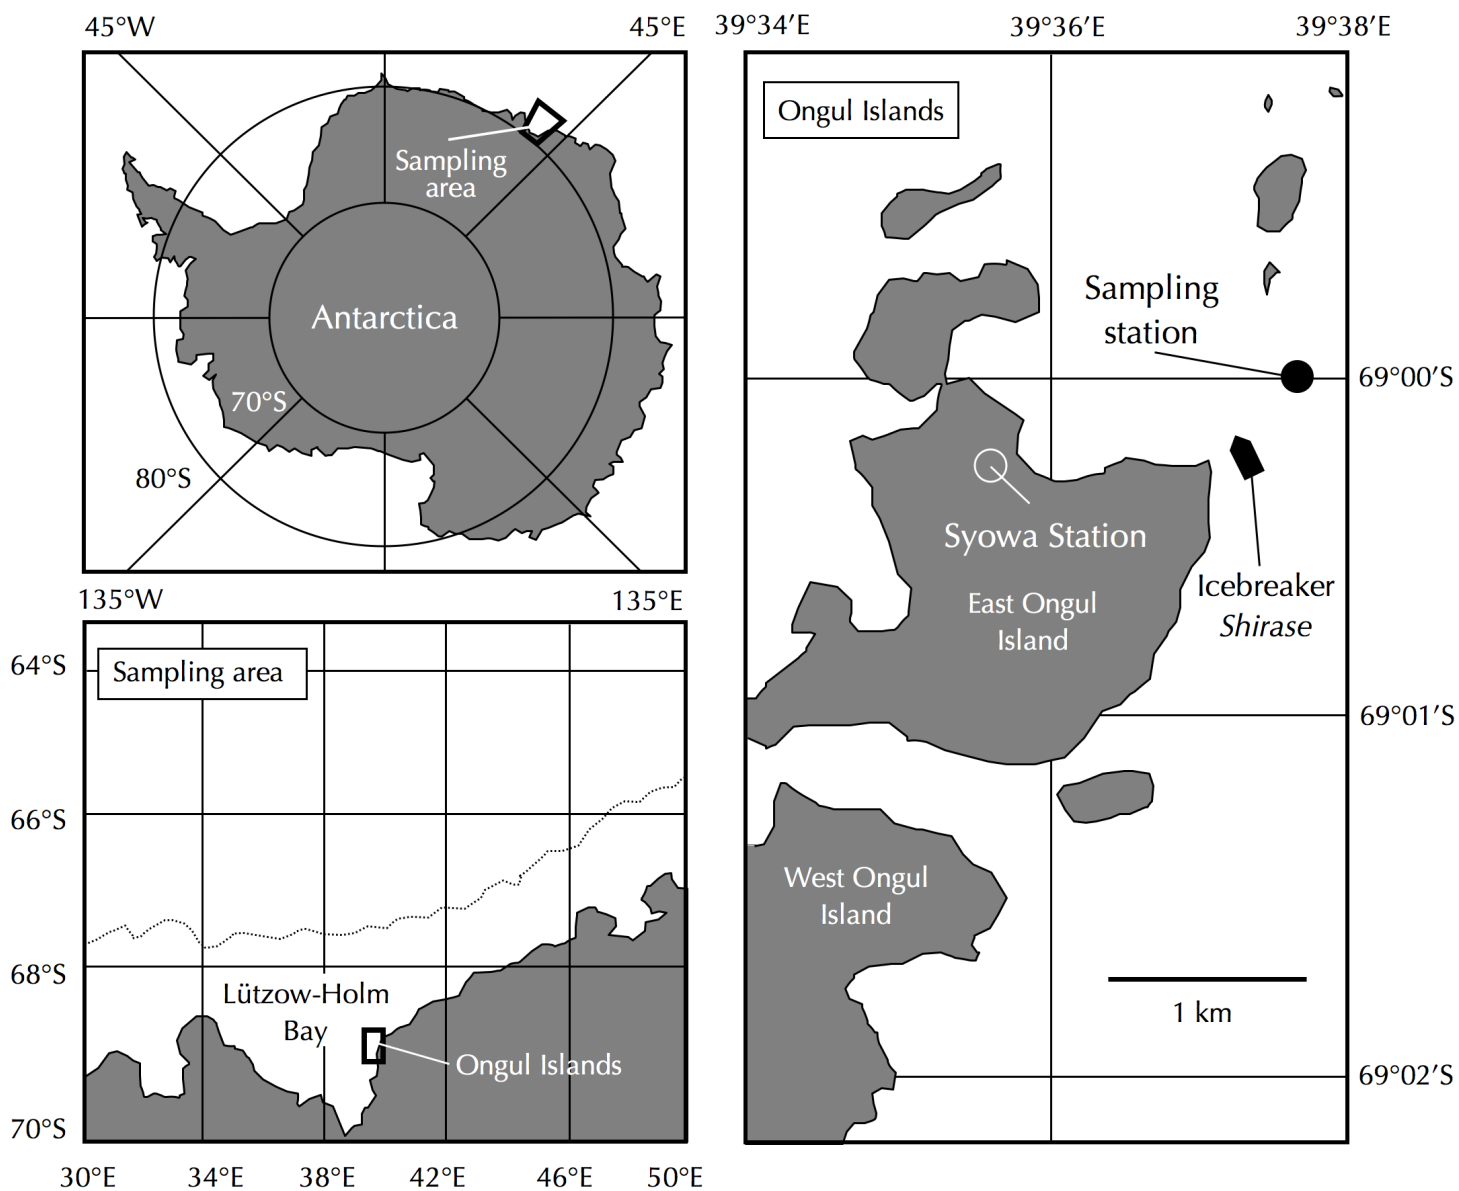 45°W
45°E
Sampling
area
Antarctica
70°S
80°S
135°W
135°E
64°S
Sampling area
66°S
68°S
Lützow-Holm
Bay
Ongul Islands
70°S
30°E
34°E
38°E
42°E
46°E
50°E
39°34′E
39°36′E
39°38′E
Ongul Islands
Sampling
station
69°00′S
Syowa Station
East Ongul
Island
Icebreaker
Shirase
69°01′S
West Ongul
Island
1 km
69°02′S